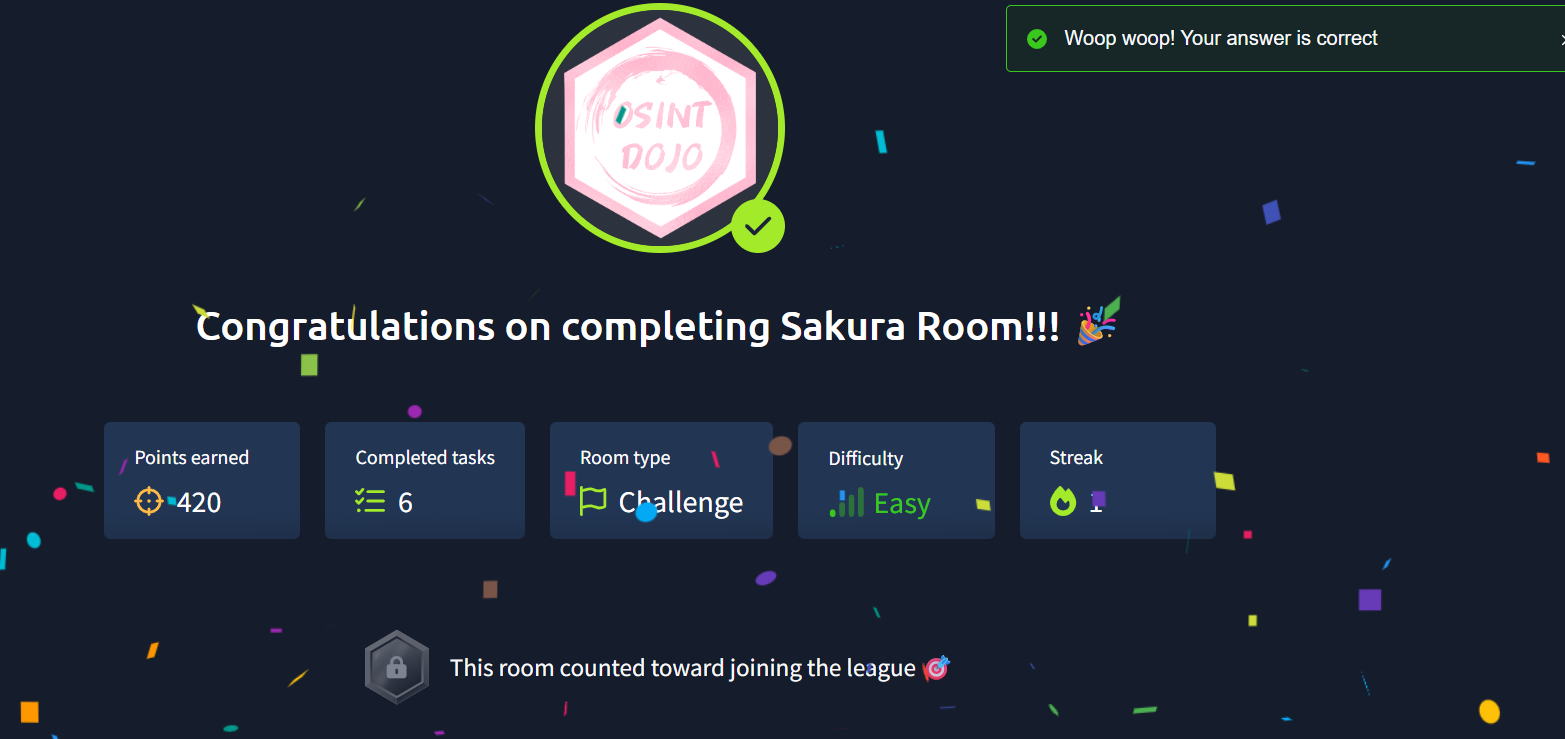 Woop woop! Your answer is correct
OSINT
DOJO
Congratulations on completing Sakura Room!!! 🎉
Points earned
420
Completed tasks
6
Room type
Challenge
Difficulty
Easy
Streak
1
This room counted toward joining the league 🎯